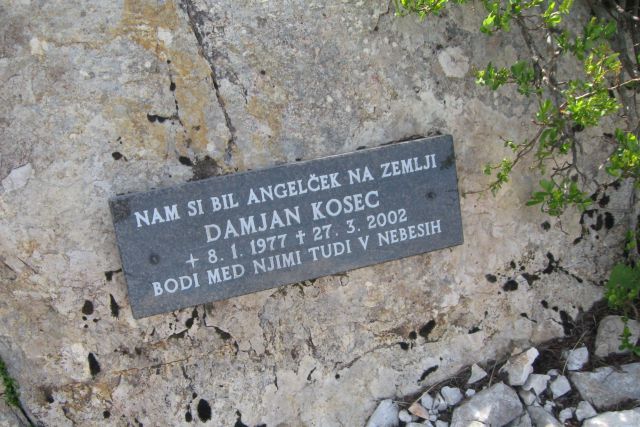 NAM SI BIL ANGELČEK NA ZEMLJI
DAMJAN KOSEC
+ 8. 1. 1977 † 27. 3. 2002
BODI MED NJIMI TUDI V NEBESIH